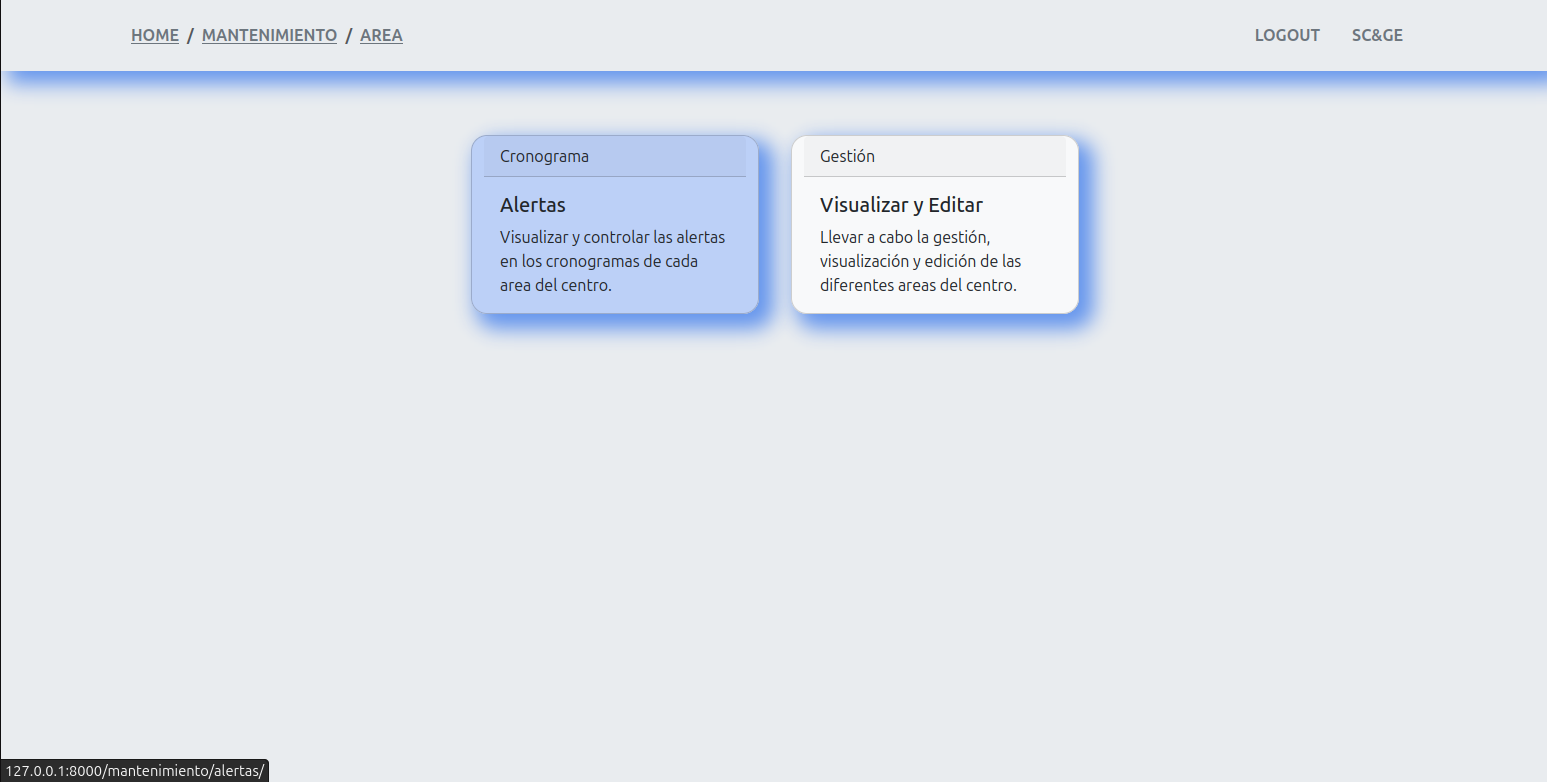 HOME / MANTENIMIENTO / AREA
LOGOUT SC&GE
Cronograma
Alertas
Visualizar y controlar las alertas
en los cronogramas de cada
area del centro.
Gestión
Visualizar y Editar
Llevar a cabo la gestión,
visualización y edición de las
diferentes areas del centro.
127.0.0.1:8000/mantenimiento/alertas/